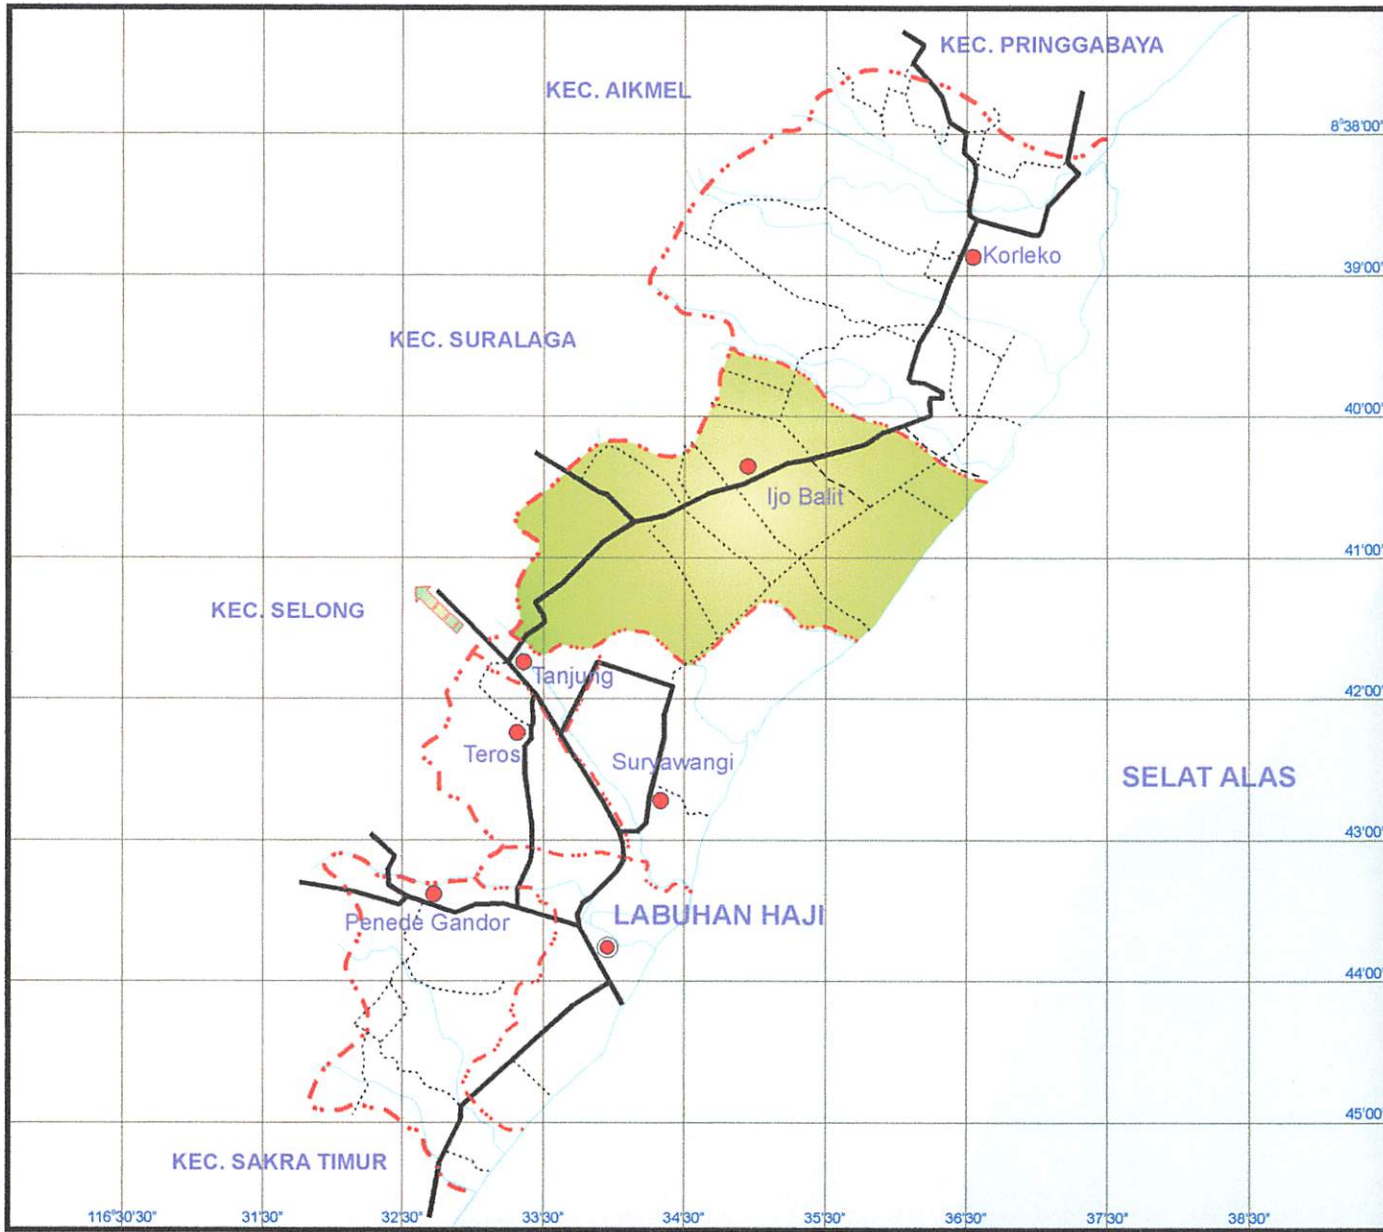 KEC. PRINGGABAYA
KEC. AIKMEL
8°38'00"
Korleko
39'00"
KEC. SURALAGA
40'00"
Ijo Balit
41'00"
KEC. SELONG
Tanjung
42'00"
Teros
Suryawangi
SELAT ALAS
43'00"
Penede Gandor
LABUHAN HAJI
44'00"
45'00"
KEC. SAKRA TIMUR
116°30'30" 31'30" 32'30" 33'30" 34'30" 35'30" 36'30" 37'30" 38'30"